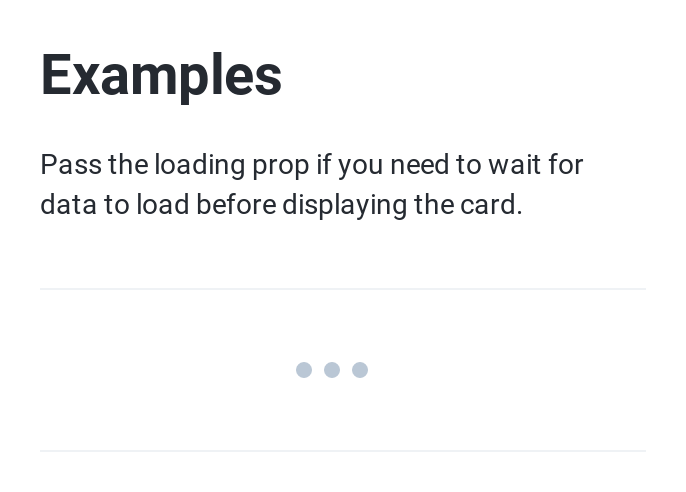 Examples
Pass the loading prop if you need to wait for
data to load before displaying the card.